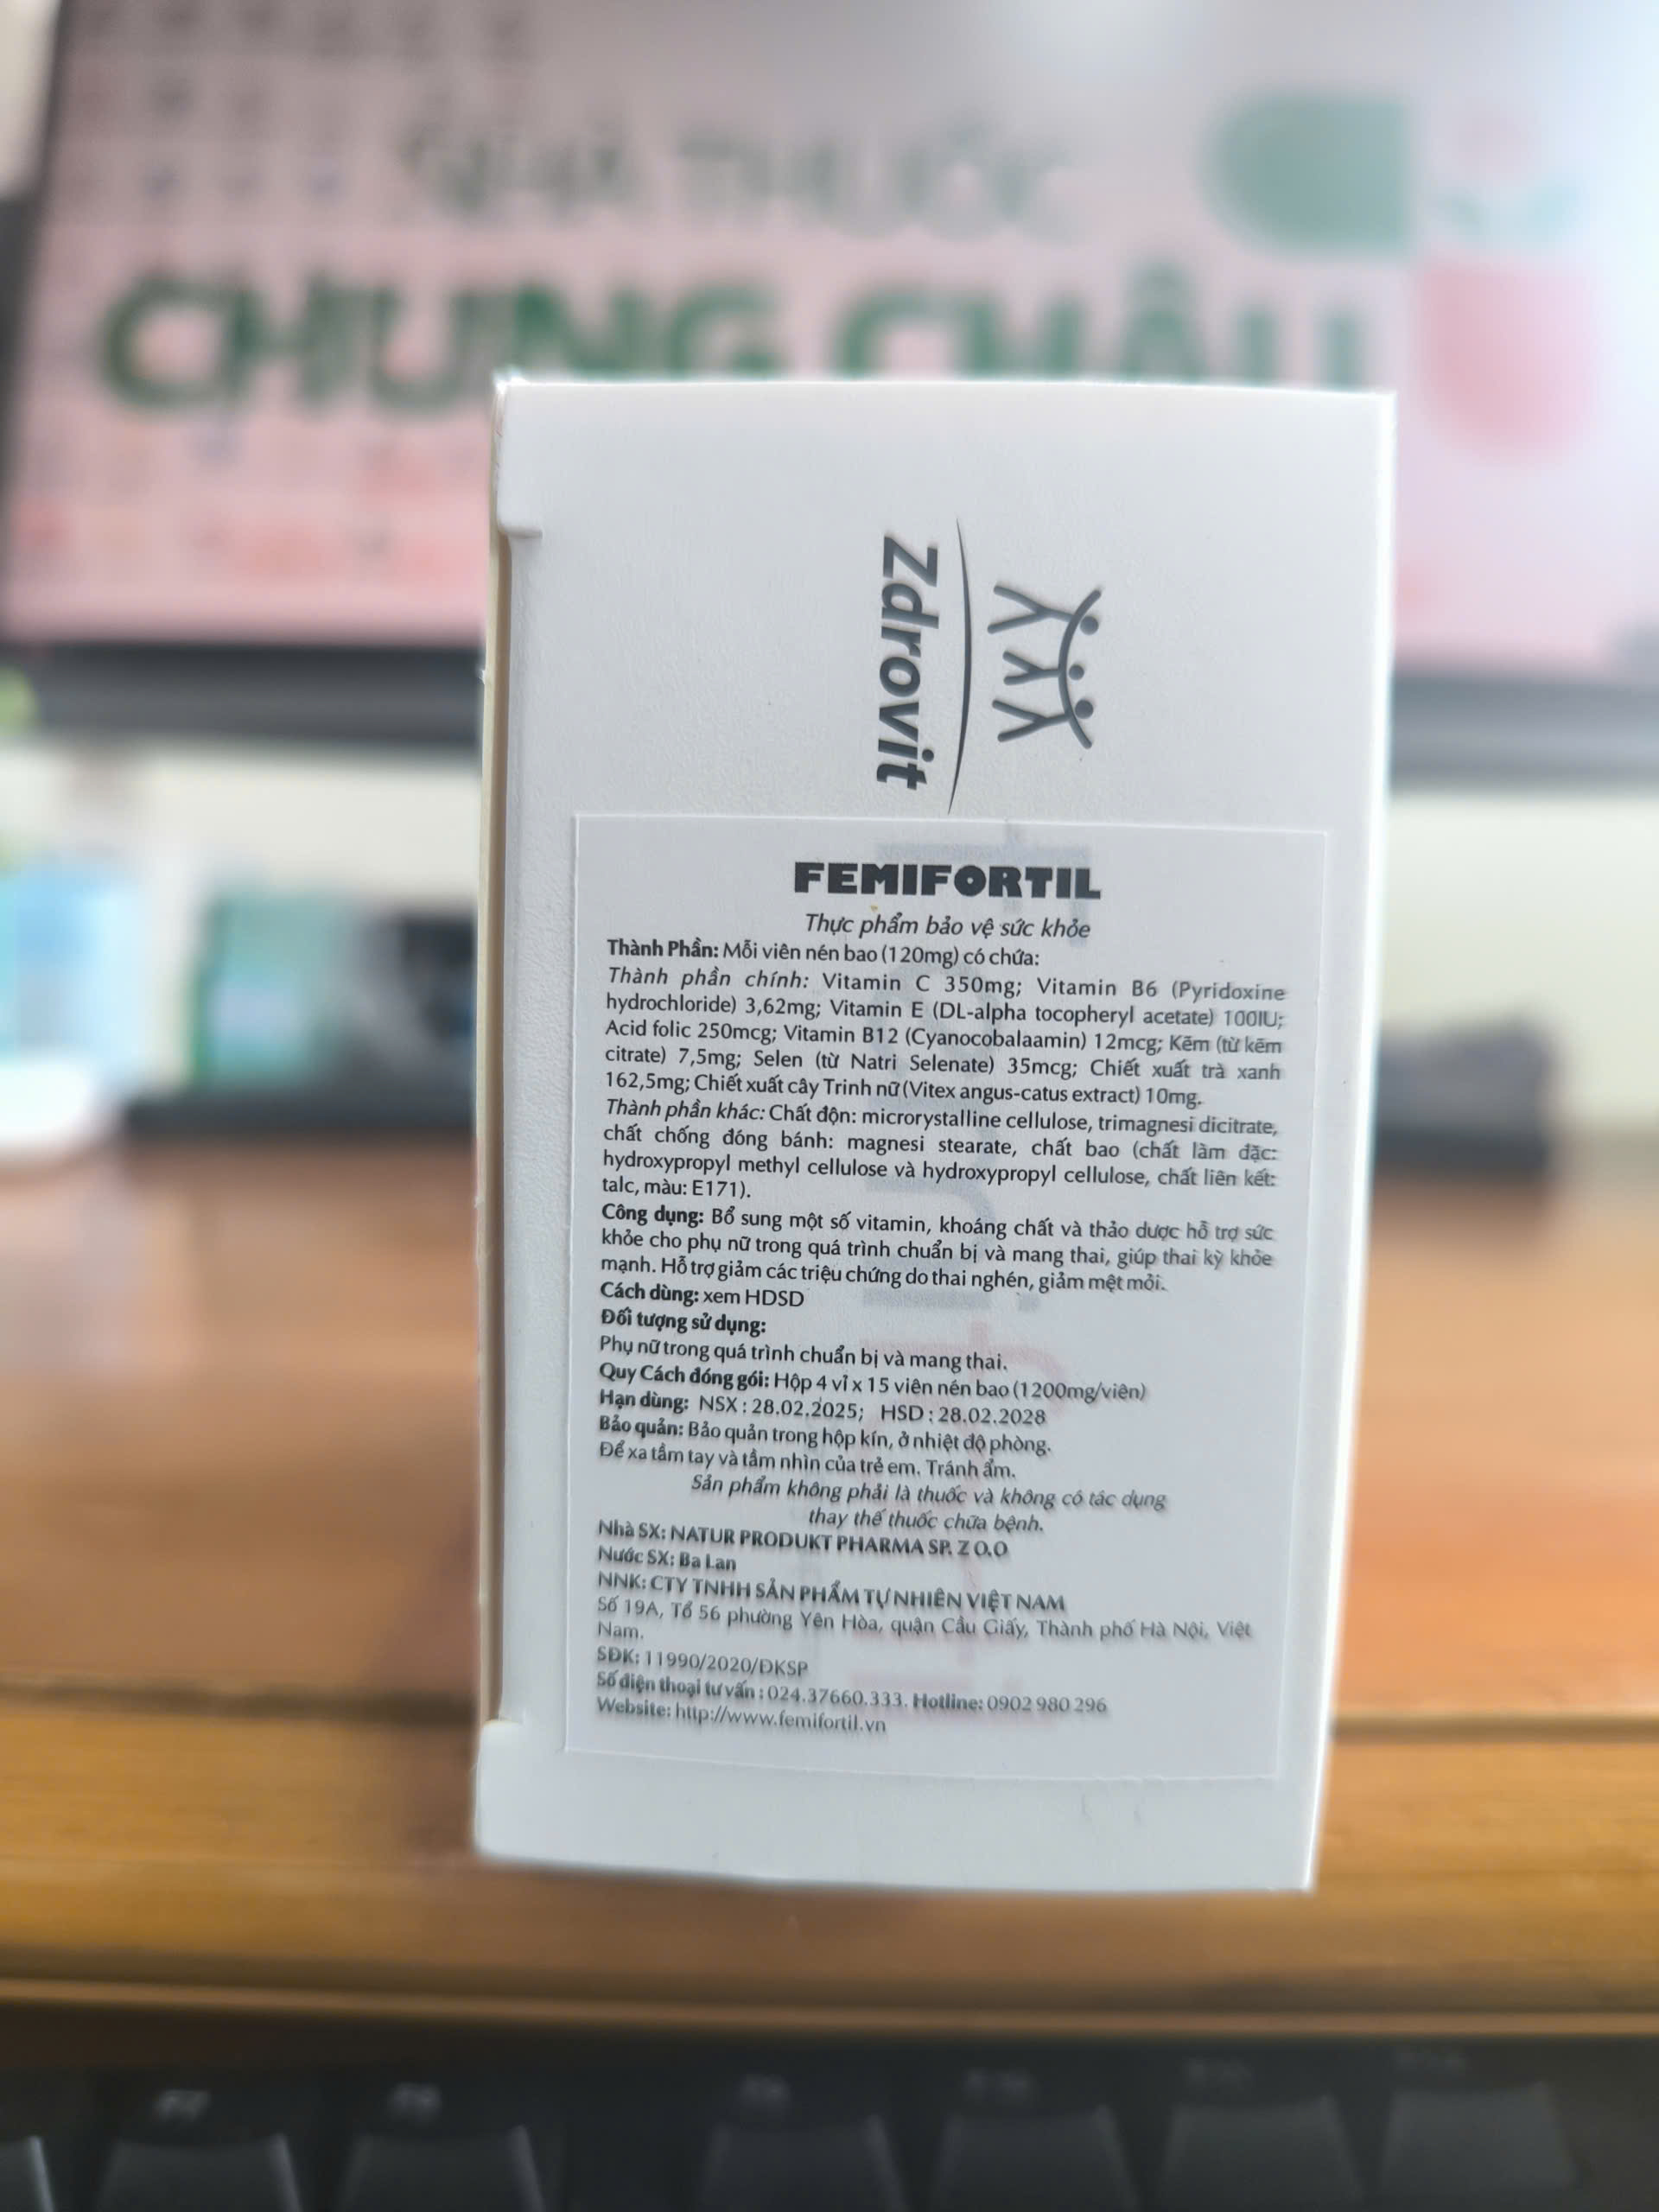 NHÀ THUỐC
CHUNG CHÂU
Zdrovit
FEMIFORTIL
Thực phẩm bảo vệ sức khỏe
Thành Phần: Mỗi viên nén bao (120mg) có chứa:
Thành phần chính: Vitamin C 350mg; Vitamin B6 (Pyridoxine
hydrochloride) 3,62mg; Vitamin E (DL-alpha tocopheryl acetate) 100IU;
Acid folic 250mcg; Vitamin B12 (Cyanocobalaamin) 12mcg; Kẽm (từ kẽm
citrate) 7,5mg; Selen (từ Natri Selenate) 35mcg; Chiết xuất trà xanh
162,5mg; Chiết xuất cây Trinh nữ (Vitex angus-catus extract) 10mg.
Thành phần khác: Chất độn: microrystalline cellulose, trimagnesi dicitrate,
chất chống đóng bánh: magnesi stearate, chất bao (chất làm đặc:
hydroxypropyl methyl cellulose và hydroxypropyl cellulose, chất liên kết:
talc, màu: E171).
Công dụng: Bổ sung một số vitamin, khoáng chất và thảo dược hỗ trợ sức
khỏe cho phụ nữ trong quá trình chuẩn bị và mang thai, giúp thai kỳ khỏe
mạnh. Hỗ trợ giảm các triệu chứng do thai nghén, giảm mệt mỏi.
Cách dùng: xem HDSD
Đối tượng sử dụng:
Phụ nữ trong quá trình chuẩn bị và mang thai.
Quy Cách đóng gói: Hộp 4 vỉ x 15 viên nén bao (1200mg/viên)
Hạn dùng: NSX : 28.02.2025; HSD : 28.02.2028
Bảo quản: Bảo quản trong hộp kín, ở nhiệt độ phòng.
Để xa tầm tay và tầm nhìn của trẻ em. Tránh ẩm.
Sản phẩm không phải là thuốc và không có tác dụng
thay thế thuốc chữa bệnh.
Nhà SX: NATUR PRODUKT PHARMA SP. Z O.O
Nước SX: Ba Lan
NNK: CTY TNHH SẢN PHẨM TỰ NHIÊN VIỆT NAM
Số 19A, Tổ 56 phường Yên Hòa, quận Cầu Giấy, Thành phố Hà Nội, Việt
Nam.
SĐK: 11990/2020/ĐKSP
Số điện thoại tư vấn : 024.37660.333. Hotline: 0902 980 296
Website: http://www.femifortil.vn